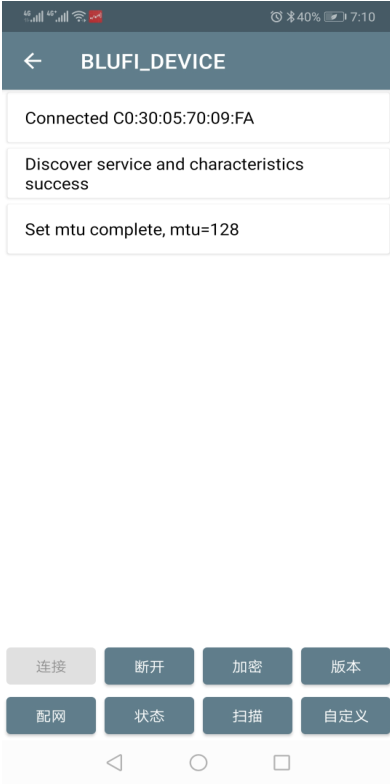 4G 4G 40% 7:10
BLUFI_DEVICE
Connected C0:30:05:70:09:FA
Discover service and characteristics
success
Set mtu complete, mtu=128
连接 断开 加密 版本
配网 状态 扫描 自定义